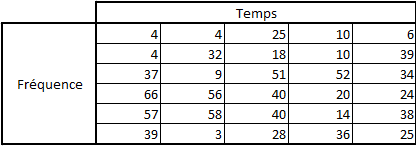 Temps
4 4 25 10 6
4 32 18 10 39
37 9 51 52 34
Fréquence
66 56 40 20 24
57 58 40 14 38
39 3 28 36 25